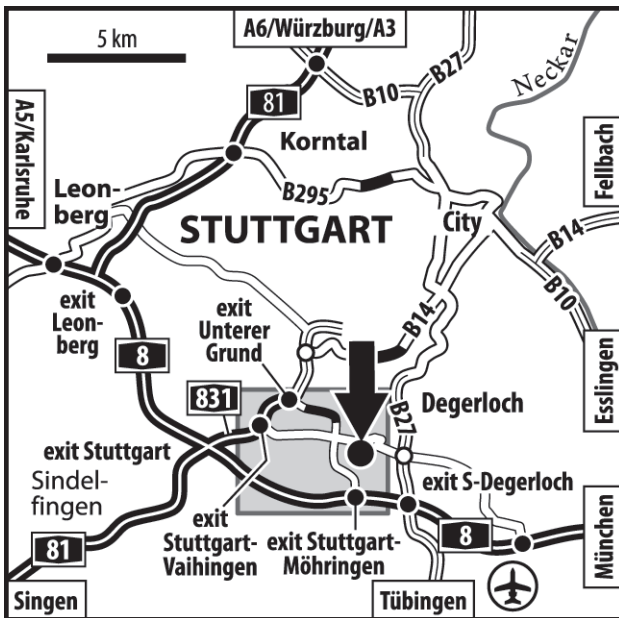 5 km
A6/Würzburg/A3
B27
Neckar
B10
81
A5/Karlsruhe
Korntal
Fellbach
Leon-
berg
B295
STUTTGART
City
B14
B10
exit
Leon-
berg
exit
Unterer
Grund
B14
8
Esslingen
831
Degerloch
B27
exit Stuttgart
Sindel-
fingen
exit S-Degerloch
exit
Stuttgart-
Vaihingen
exit Stuttgart-
Möhringen
81
8
München
Singen
Tübingen